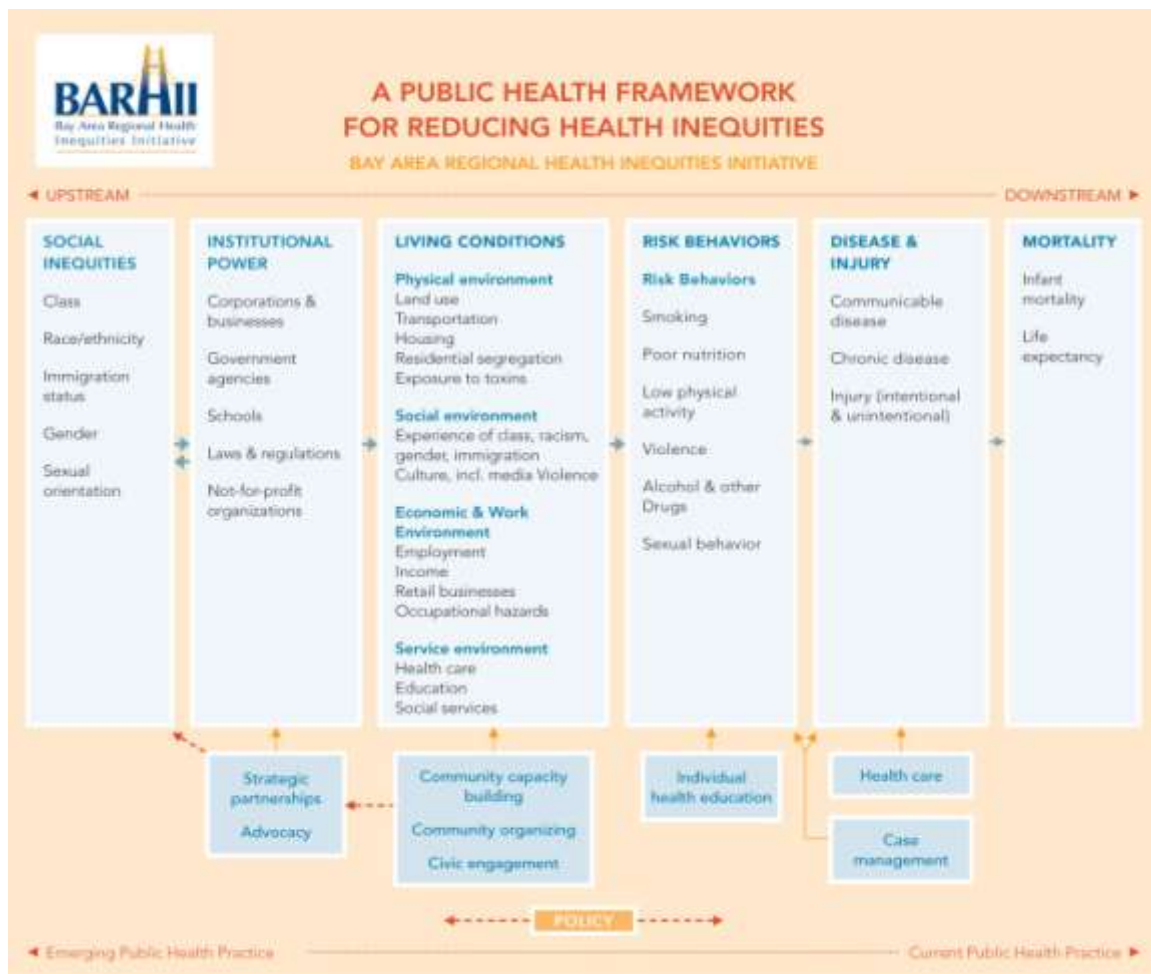 BARHII
Bay Area Regional Health
Inequities Initiative
A PUBLIC HEALTH FRAMEWORK
FOR REDUCING HEALTH INEQUITIES
BAY AREA REGIONAL HEALTH INEQUITIES INITIATIVE
UPSTREAM
DOWNSTREAM
SOCIAL
INEQUITIES
Class
Race/ethnicity
Immigration
status
Gender
Sexual
orientation
INSTITUTIONAL
POWER
Corporations &
businesses
Government
agencies
Schools
Laws & regulations
Not-for-profit
organizations
LIVING CONDITIONS
Physical environment
Land use
Transportation
Housing
Residential segregation
Exposure to toxins
Social environment
Experience of class, racism,
gender, immigration
Culture, incl. media Violence
Economic & Work
Environment
Employment
Income
Retail businesses
Occupational hazards
Service environment
Health care
Education
Social services
RISK BEHAVIORS
Risk Behaviors
Smoking
Poor nutrition
Low physical
activity
Violence
Alcohol & other
Drugs
Sexual behavior
DISEASE &
INJURY
Communicable
disease
Chronic disease
Injury (intentional
& unintentional)
MORTALITY
Infant
mortality
Life
expectancy
Strategic
partnerships
Advocacy
Community capacity
building
Community organizing
Civic engagement
Individual
health education
Health care
Case
management
POLICY
Emerging Public Health Practice
Current Public Health Practice